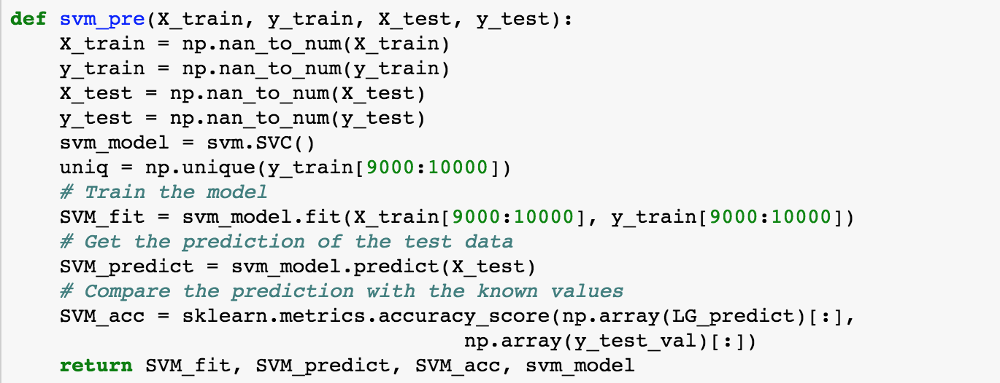 def svm_pre(X_train, y_train, X_test, y_test):
    X_train = np.nan_to_num(X_train)
    y_train = np.nan_to_num(y_train)
    X_test = np.nan_to_num(X_test)
    y_test = np.nan_to_num(y_test)
    svm_model = svm.SVC()
    uniq = np.unique(y_train[9000:10000])
    # Train the model
    SVM_fit = svm_model.fit(X_train[9000:10000], y_train[9000:10000])
    # Get the prediction of the test data
    SVM_predict = svm_model.predict(X_test)
    # Compare the prediction with the known values
    SVM_acc = sklearn.metrics.accuracy_score(np.array(LG_predict)[:],
                                     np.array(y_test_val)[:])
    return SVM_fit, SVM_predict, SVM_acc, svm_model